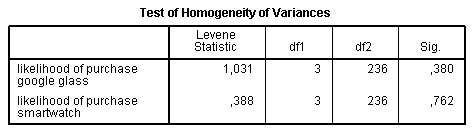 Test of Homogeneity of Variances
Levene Statistic df1 df2 Sig.
likelihood of purchase google glass 1,031 3 236 ,380
likelihood of purchase smartwatch ,388 3 236 ,762